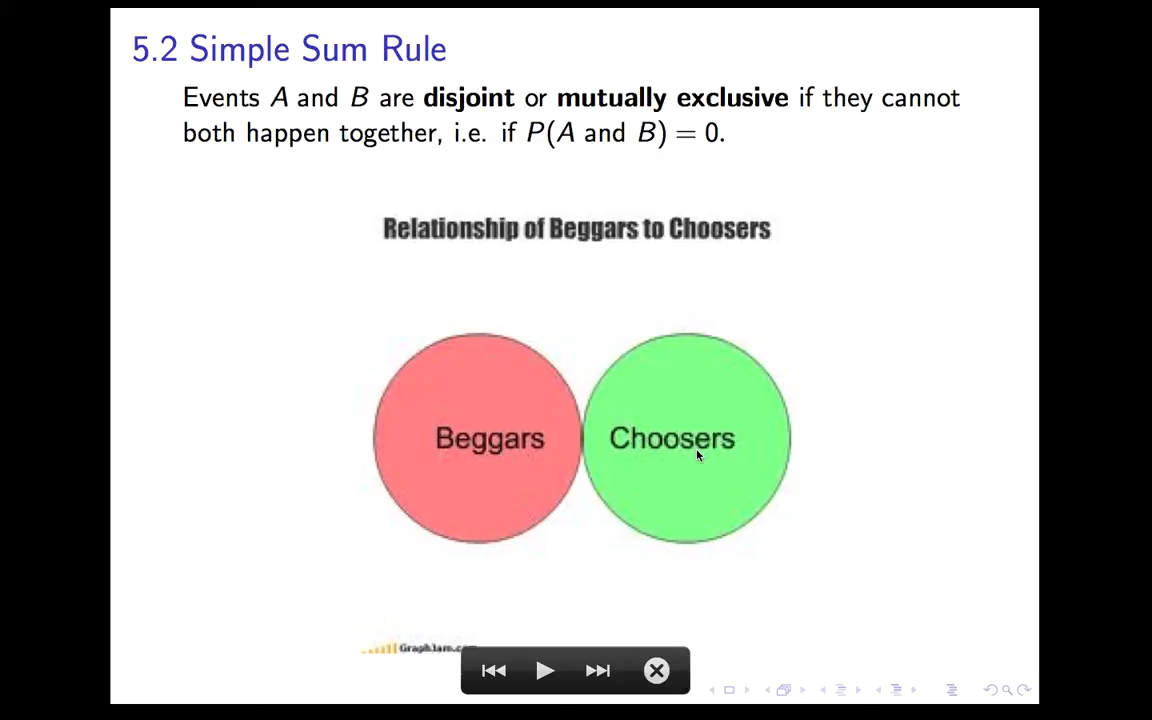 5.2 Simple Sum Rule
Events A and B are disjoint or mutually exclusive if they cannot
both happen together, i.e. if P(A and B) = 0.
Relationship of Beggars to Choosers
Beggars
Choosers